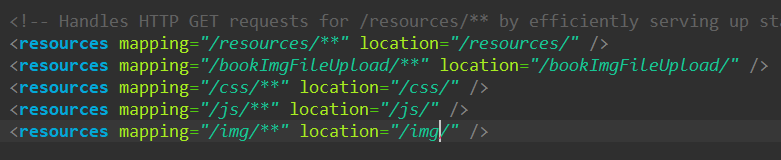 <!-- Handles HTTP GET requests for /resources/** by efficiently serving up st
<resources mapping="/resources/**" location="/resources/" />
<resources mapping="/bookImgFileUpload/**" location="/bookImgFileUpload/" />
<resources mapping="/css/**" location="/css/" />
<resources mapping="/js/**" location="/js/" />
<resources mapping="/img/**" location="/img/" />